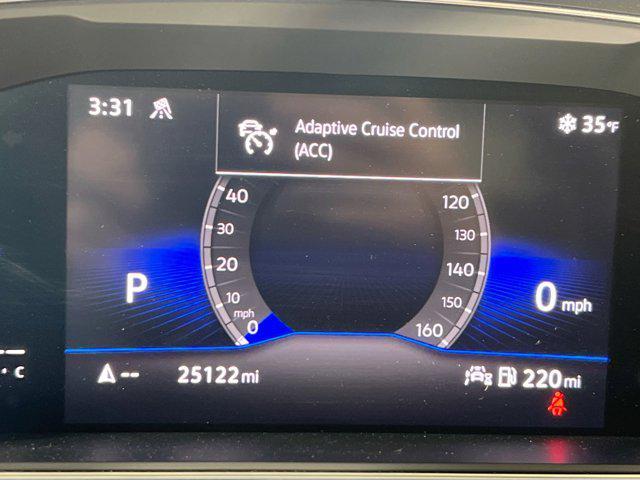 3:31
Adaptive Cruise Control
(ACC)
35°F
40
30
20
10
mph
0
120
130
140
150
160
P
0 mph
° C
--
25122 mi
220 mi